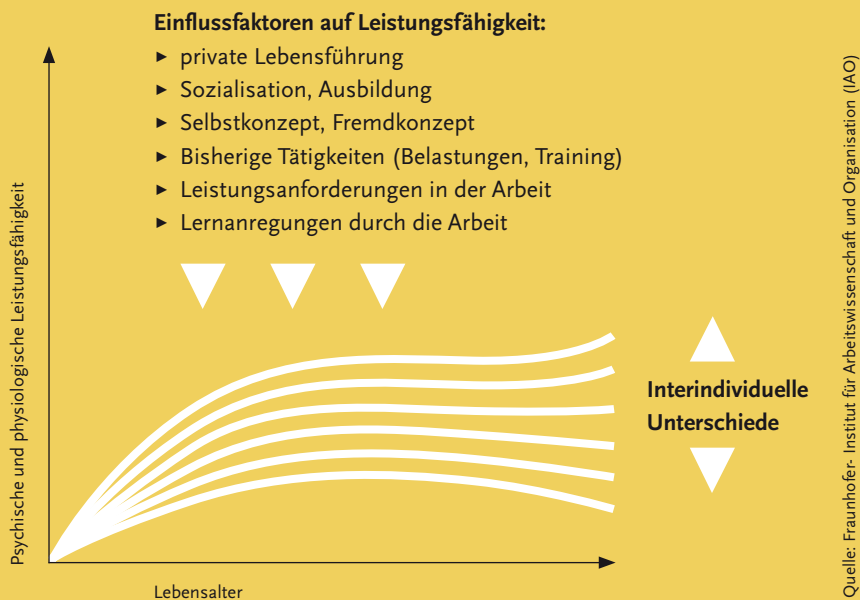 Einflussfaktoren auf Leistungsfähigkeit:
► private Lebensführung
► Sozialisation, Ausbildung
► Selbstkonzept, Fremdkonzept
► Bisherige Tätigkeiten (Belastungen, Training)
► Leistungsanforderungen in der Arbeit
► Lernanregungen durch die Arbeit
Psychische und physiologische Leistungsfähigkeit
Interindividuelle
Unterschiede
Lebensalter
Quelle: Fraunhofer- Institut für Arbeitswissenschaft und Organisation (IAO)